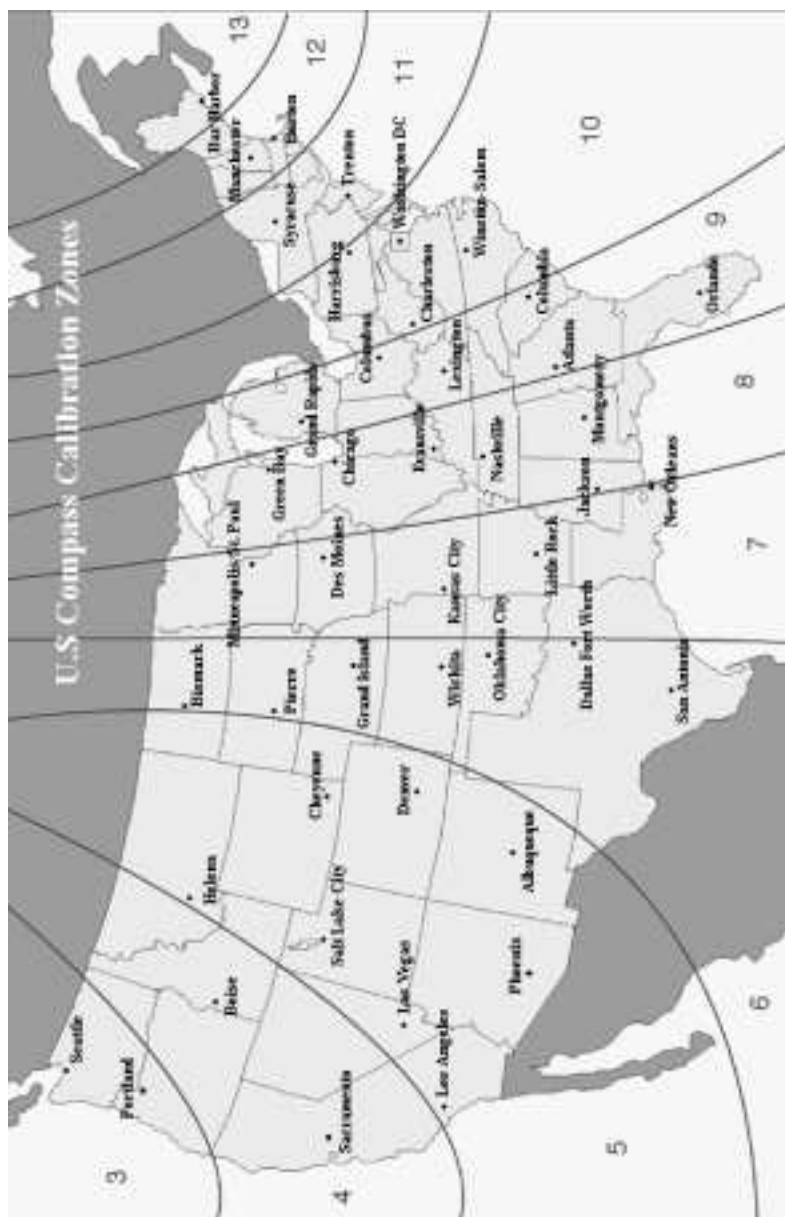 U.S Compass Calibration Zones
Seattle
Portland
Helena
Boise
Bismark
Pierre
Minneapolis/St. Paul
Green Bay
Grand Rapids
Syracuse
Manchester
Bar Harbor
Boston
Trenton
Harrisburg
Washington DC
Columbus
Charleston
Winston-Salem
Chicago
Des Moines
Grand Island
Cheyenne
Salt Lake City
Sacramento
Las Vegas
Los Angeles
Denver
Wichita
Kansas City
Evansville
Lexington
Nashville
Columbia
Atlanta
Montgomery
Jackson
Little Rock
Oklahoma City
Albuqueque
Phoenix
Dallas Fort Worth
San Antonio
New Orleans
Orlando
3
4
5
6
7
8
9
10
11
12
13